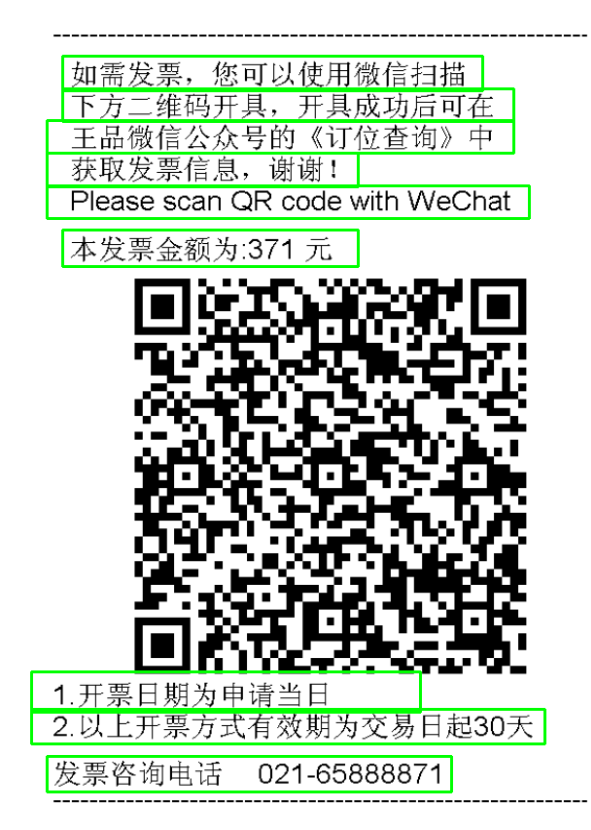 如需发票，您可以使用微信扫描
下方二维码开具，开具成功后可在
王品微信公众号的《订位查询》中
获取发票信息，谢谢！
Please scan QR code with WeChat
本发票金额为:371 元
1.开票日期为申请当日
2.以上开票方式有效期为交易日起30天
发票咨询电话 021-65888871